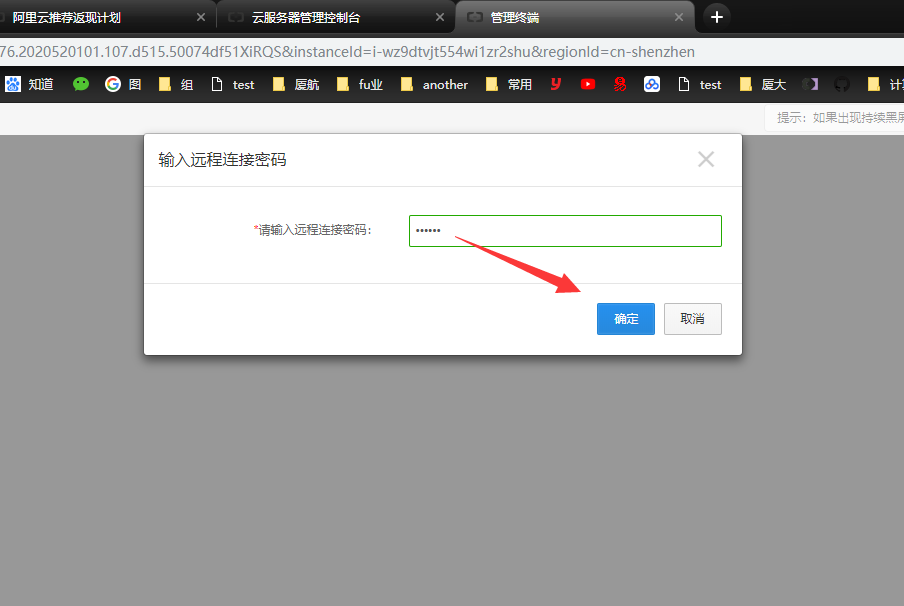 阿里云推荐返现计划 云服务器管理控制台 管理终端
76.2020520101.107.d515.50074df51XiRQS&instanceId=i-wz9dtvjt554wi1zr2shu&regionId=cn-shenzhen
知道 图 组 test 厦航 fu业 another 常用 test 厦大
提示：如果出现持续黑屏
输入远程连接密码
*请输入远程连接密码： ••••••
确定 取消